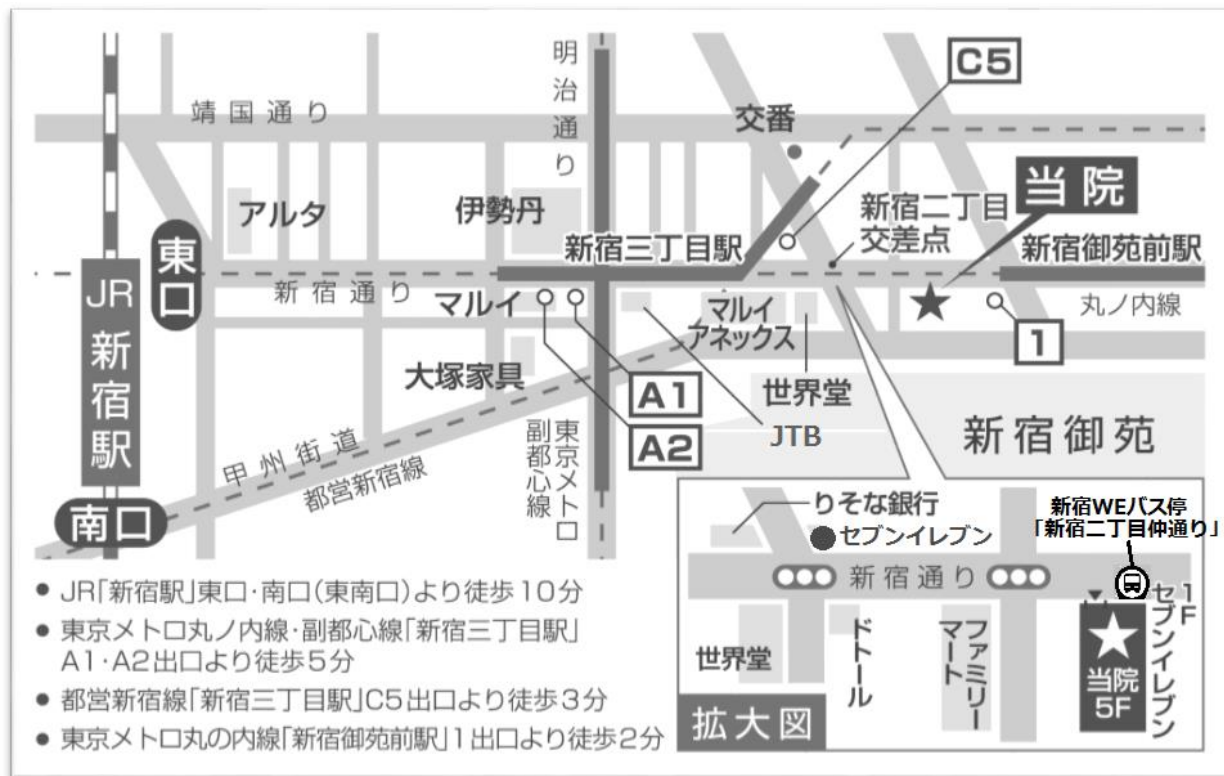 明治通り
C5
靖国通り
交番
当院
アルタ
伊勢丹
新宿二丁目
交差点
新宿三丁目駅
新宿御苑前駅
東口
JR新宿駅
新宿通り
マルイ
マルイ
アネックス
丸ノ内線
1
大塚家具
A1
世界堂
A2
JTB
新宿御苑
甲州街道
都営新宿線
東京メトロ
副都心線
南口
りそな銀行
セブンイレブン
新宿WEバス停
「新宿二丁目仲通り」
新宿通り
1F
セブンイレブン
世界堂
ドトール
ファミリー
マート
当院
5F
拡大図
● JR「新宿駅」東口・南口(東南口)より徒歩10分
● 東京メトロ丸ノ内線・副都心線「新宿三丁目駅」
A1・A2出口より徒歩5分
● 都営新宿線「新宿三丁目駅」C5出口より徒歩3分
● 東京メトロ丸の内線「新宿御苑前駅」1出口より徒歩2分